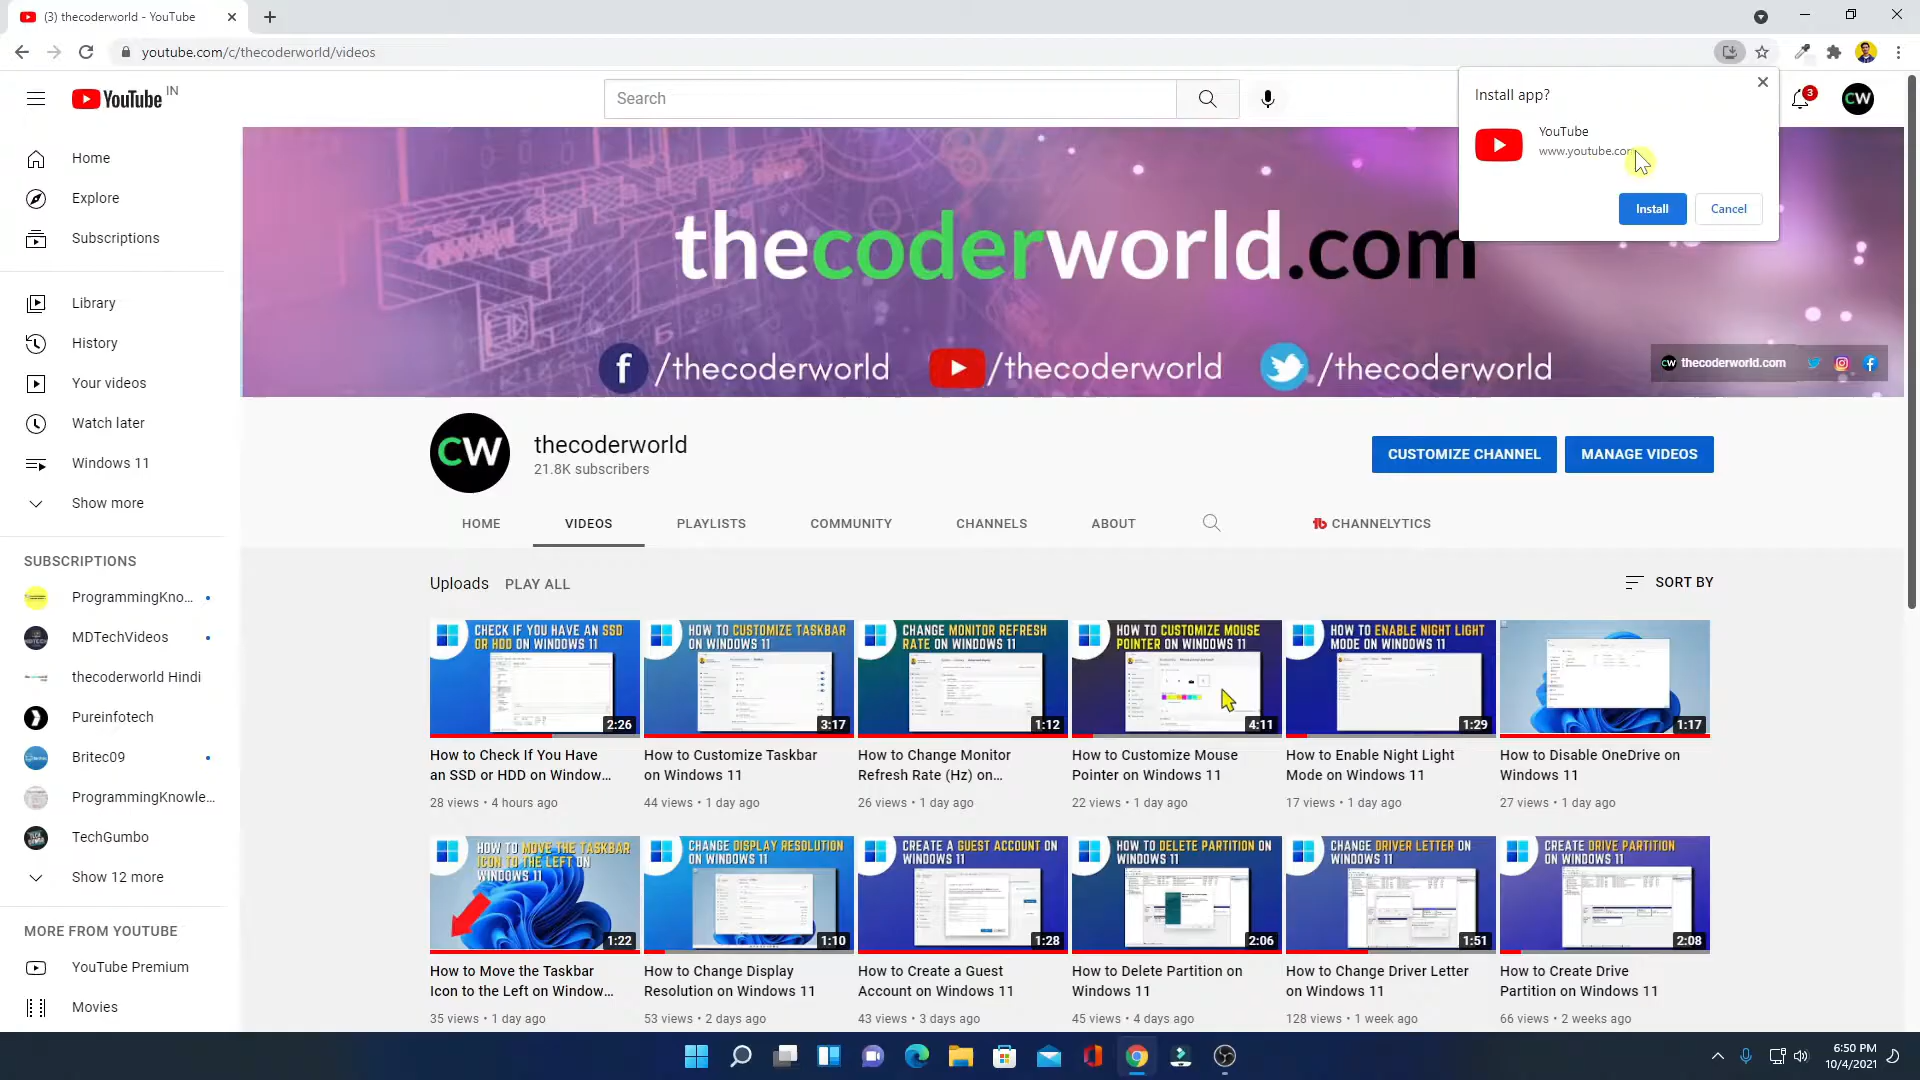 (3) thecoderworld - YouTube
youtube.com/c/thecoderworld/videos
YouTube IN
Search
Install app?
YouTube
www.youtube.com
Install
Cancel
3
CW
Home
Explore
Subscriptions
Library
History
Your videos
Watch later
Windows 11
Show more
SUBSCRIPTIONS
ProgrammingKno...
MDTechVideos
thecoderworld Hindi
Pureinfotech
Britec09
ProgrammingKnowle...
TechGumbo
Show 12 more
MORE FROM YOUTUBE
YouTube Premium
Movies
thecoderworld.com
/thecoderworld
/thecoderworld
/thecoderworld
CW thecoderworld.com
CW
thecoderworld
21.8K subscribers
CUSTOMIZE CHANNEL
MANAGE VIDEOS
HOME
VIDEOS
PLAYLISTS
COMMUNITY
CHANNELS
ABOUT
tb CHANNELYTICS
Uploads
PLAY ALL
SORT BY
CHECK IF YOU HAVE AN SSD
OR HDD ON WINDOWS 11
2:26
HOW TO CUSTOMIZE TASKBAR
ON WINDOWS 11
3:17
CHANGE MONITOR REFRESH
RATE ON WINDOWS 11
1:12
HOW TO CUSTOMIZE MOUSE
POINTER ON WINDOWS 11
4:11
HOW TO ENABLE NIGHT LIGHT
MODE ON WINDOWS 11
1:29
1:17
How to Check If You Have
an SSD or HDD on Window...
28 views • 4 hours ago
How to Customize Taskbar
on Windows 11
44 views • 1 day ago
How to Change Monitor
Refresh Rate (Hz) on...
26 views • 1 day ago
How to Customize Mouse
Pointer on Windows 11
22 views • 1 day ago
How to Enable Night Light
Mode on Windows 11
17 views • 1 day ago
How to Disable OneDrive on
Windows 11
27 views • 1 day ago
HOW TO MOVE THE TASKBAR
ICON TO THE LEFT ON
WINDOWS 11
1:22
CHANGE DISPLAY RESOLUTION
ON WINDOWS 11
1:10
CREATE A GUEST ACCOUNT ON
WINDOWS 11
1:28
HOW TO DELETE PARTITION ON
WINDOWS 11
2:06
CHANGE DRIVER LETTER ON
WINDOWS 11
1:51
CREATE DRIVE PARTITION ON
WINDOWS 11
2:08
How to Move the Taskbar
Icon to the Left on Window...
35 views • 1 day ago
How to Change Display
Resolution on Windows 11
53 views • 2 days ago
How to Create a Guest
Account on Windows 11
43 views • 3 days ago
How to Delete Partition on
Windows 11
45 views • 4 days ago
How to Change Driver Letter
on Windows 11
128 views • 1 week ago
How to Create Drive
Partition on Windows 11
66 views • 2 weeks ago
6:50 PM
10/4/2021